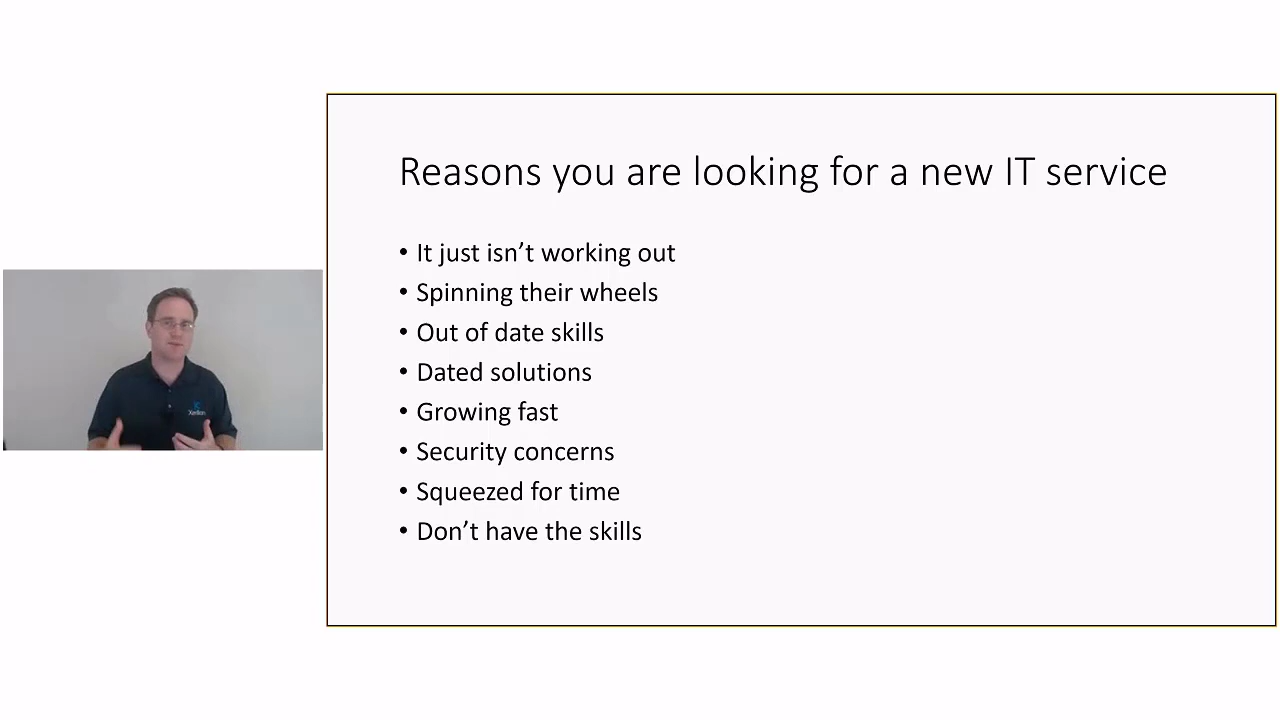 Reasons you are looking for a new IT service
• It just isn’t working out
• Spinning their wheels
• Out of date skills
• Dated solutions
• Growing fast
• Security concerns
• Squeezed for time
• Don’t have the skills